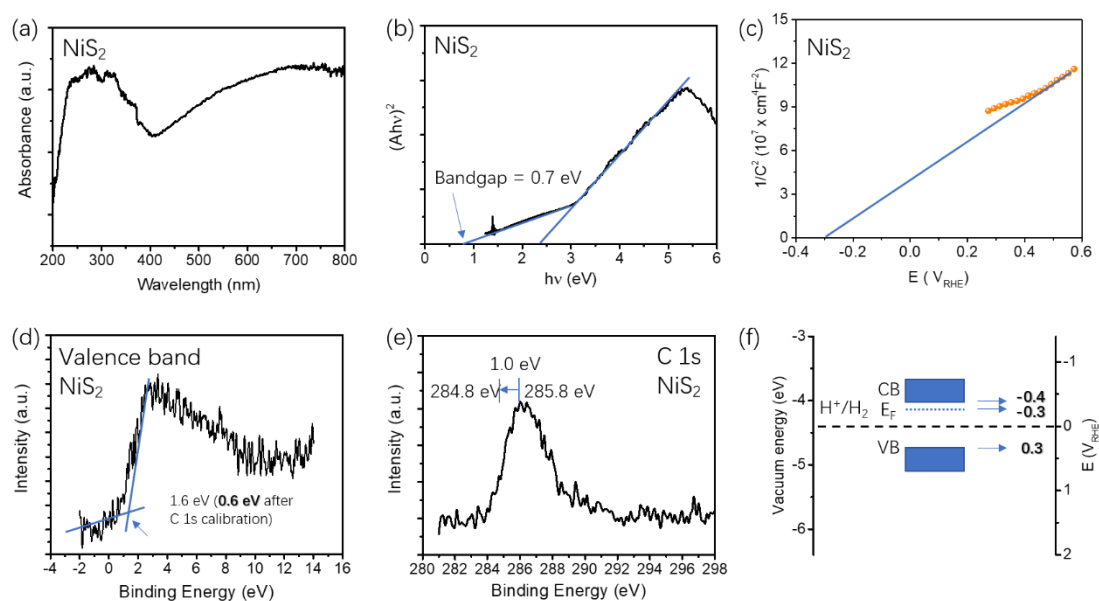 (a)
NiS₂
Absorbance (a.u.)
200 300 400 500 600 700 800
Wavelength (nm)
(b)
NiS₂
(Ahν)²
Bandgap = 0.7 eV
0 1 2 3 4 5 6
hν (eV)
(c)
NiS₂
1/C² (10⁷ x cm⁴F⁻²)
15
12
9
6
3
0
-0.4 -0.2 0.0 0.2 0.4 0.6
E ( V_RHE)
(d)
Valence band
NiS₂
Intensity (a.u.)
1.6 eV (0.6 eV after
C 1s calibration)
-4 -2 0 2 4 6 8 10 12 14 16
Binding Energy (eV)
(e)
C 1s
NiS₂
1.0 eV
284.8 eV 285.8 eV
Intensity (a.u.)
280 282 284 286 288 290 292 294 296 298
Binding Energy (eV)
(f)
Vacuum energy (eV)
-3
-4
-5
-6
CB
H⁺/H₂ E_F
VB
-0.4
-0.3
0.3
-1
0
1
2
E (V_RHE)